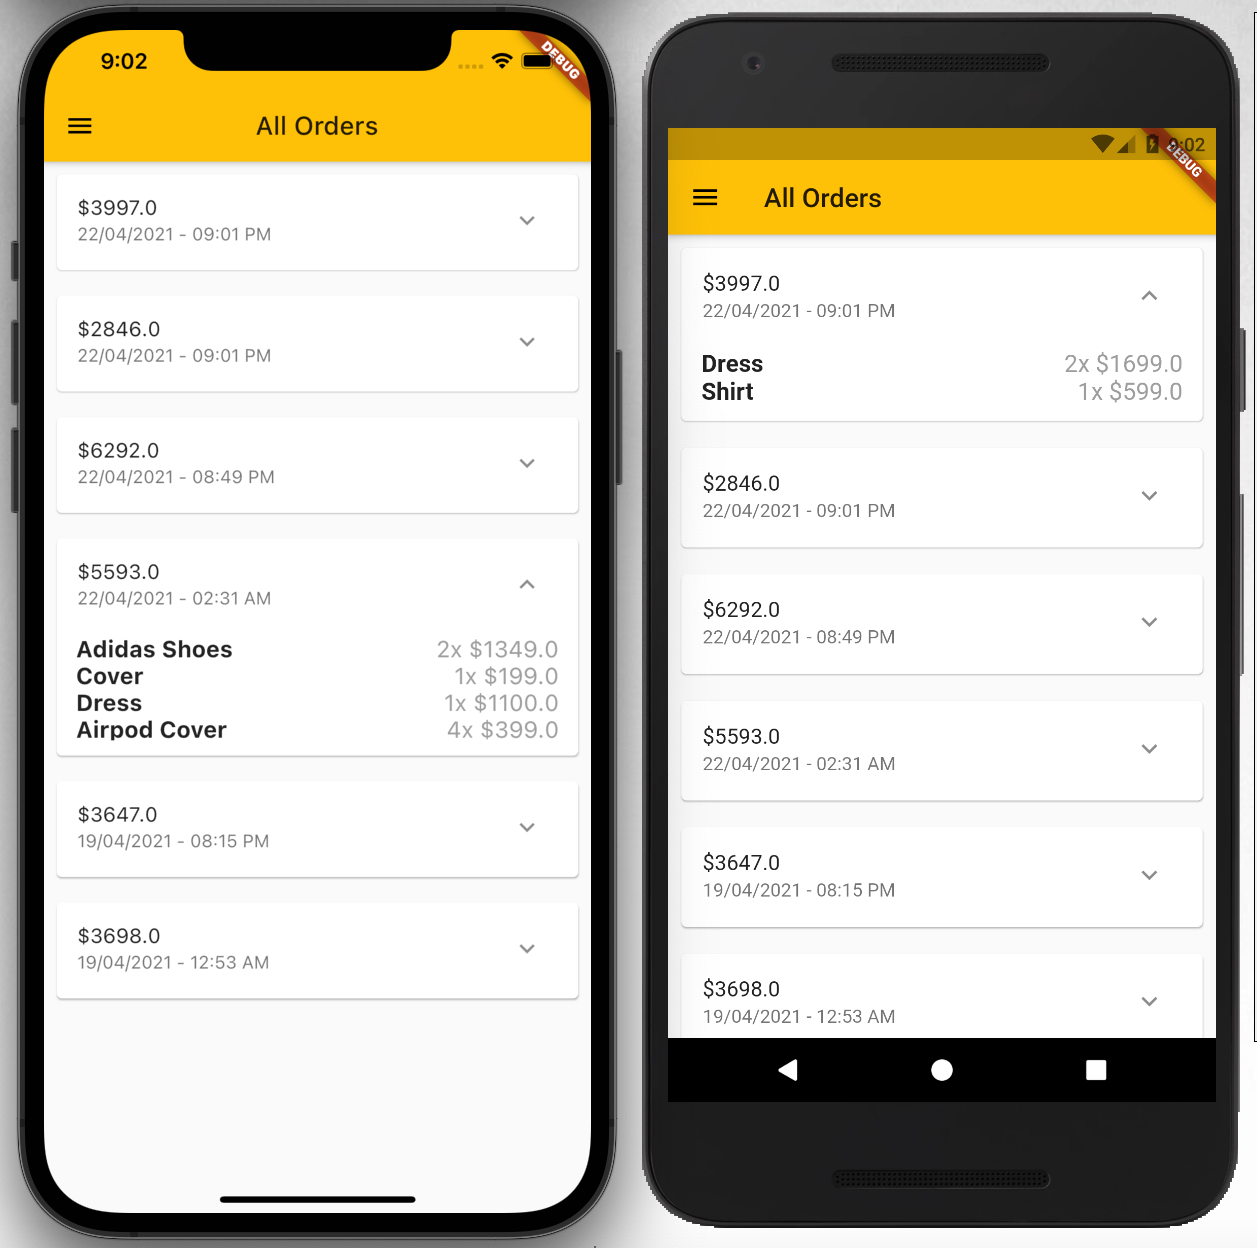 9:02
DEBUG
All Orders
$3997.0
22/04/2021 - 09:01 PM
$2846.0
22/04/2021 - 09:01 PM
$6292.0
22/04/2021 - 08:49 PM
$5593.0
22/04/2021 - 02:31 AM
Adidas Shoes 2x $1349.0
Cover 1x $199.0
Dress 1x $1100.0
Airpod Cover 4x $399.0
$3647.0
19/04/2021 - 08:15 PM
$3698.0
19/04/2021 - 12:53 AM
9:02
DEBUG
All Orders
$3997.0
22/04/2021 - 09:01 PM
Dress 2x $1699.0
Shirt 1x $599.0
$2846.0
22/04/2021 - 09:01 PM
$6292.0
22/04/2021 - 08:49 PM
$5593.0
22/04/2021 - 02:31 AM
$3647.0
19/04/2021 - 08:15 PM
$3698.0
19/04/2021 - 12:53 AM